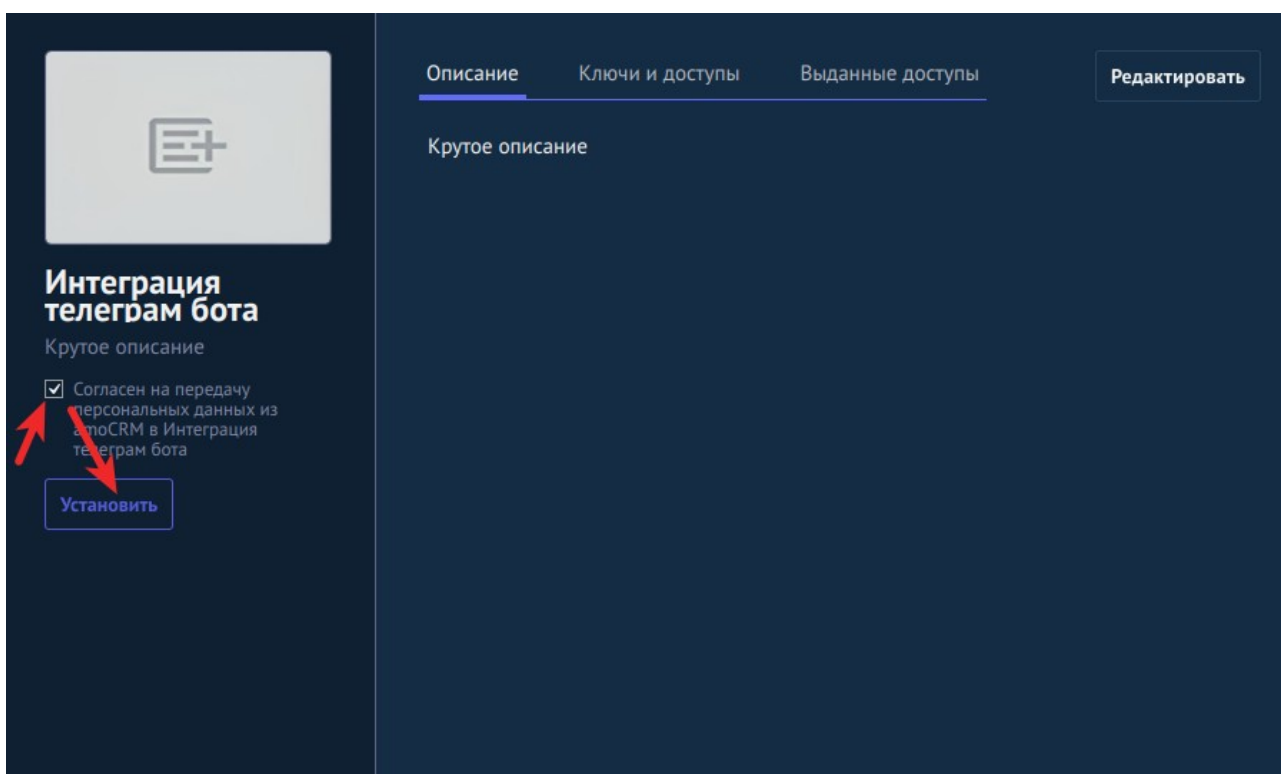 Описание
Ключи и доступы
Выданные доступы
Редактировать
Крутое описание
Интеграция
телеграм бота
Крутое описание
Согласен на передачу
персональных данных из
amoCRM в Интеграция
телеграм бота
Установить